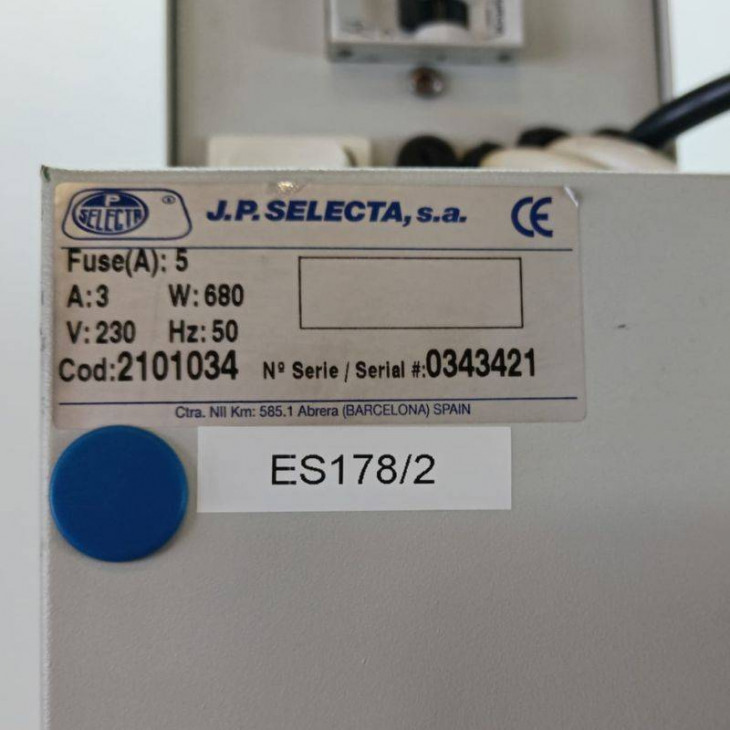 P
SELECTA ®
J.P. SELECTA, s.a. CE
Fuse(A): 5
A:3 W:680
V:230 Hz:50
Cod:2101034 Nº Serie / Serial #:0343421
Ctra. NII Km: 585.1 Abrera (BARCELONA) SPAIN
ES178/2